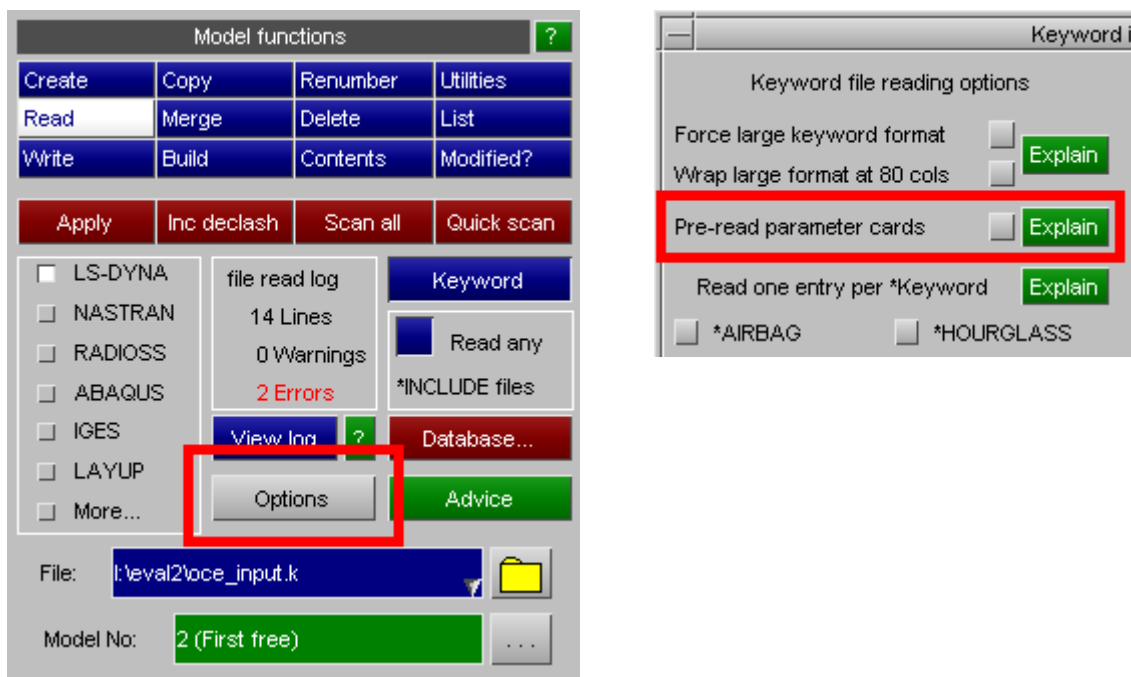 Model functions ?
Create Copy Renumber Utilities
Read Merge Delete List
Write Build Contents Modified?
Apply Inc declash Scan all Quick scan
LS-DYNA
NASTRAN
RADIOSS
ABAQUS
IGES
LAYUP
More...
file read log
14 Lines
0 Warnings
2 Errors
View log ?
Options
Keyword
Read any
*INCLUDE files
Database...
Advice
File: I:\eval2\oce_input.k
Model No: 2 (First free) ...
Keyword i
Keyword file reading options
Force large keyword format
Explain
Wrap large format at 80 cols
Pre-read parameter cards Explain
Read one entry per *Keyword Explain
*AIRBAG *HOURGLASS